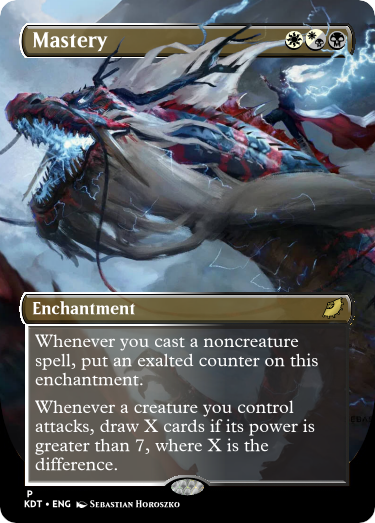 Mastery
Enchantment
Whenever you cast a noncreature
spell, put an exalted counter on this
enchantment.
Whenever a creature you control
attacks, draw X cards if its power is
greater than 7, where X is the
difference.
P
KDT • ENG Sebastian Horoszko